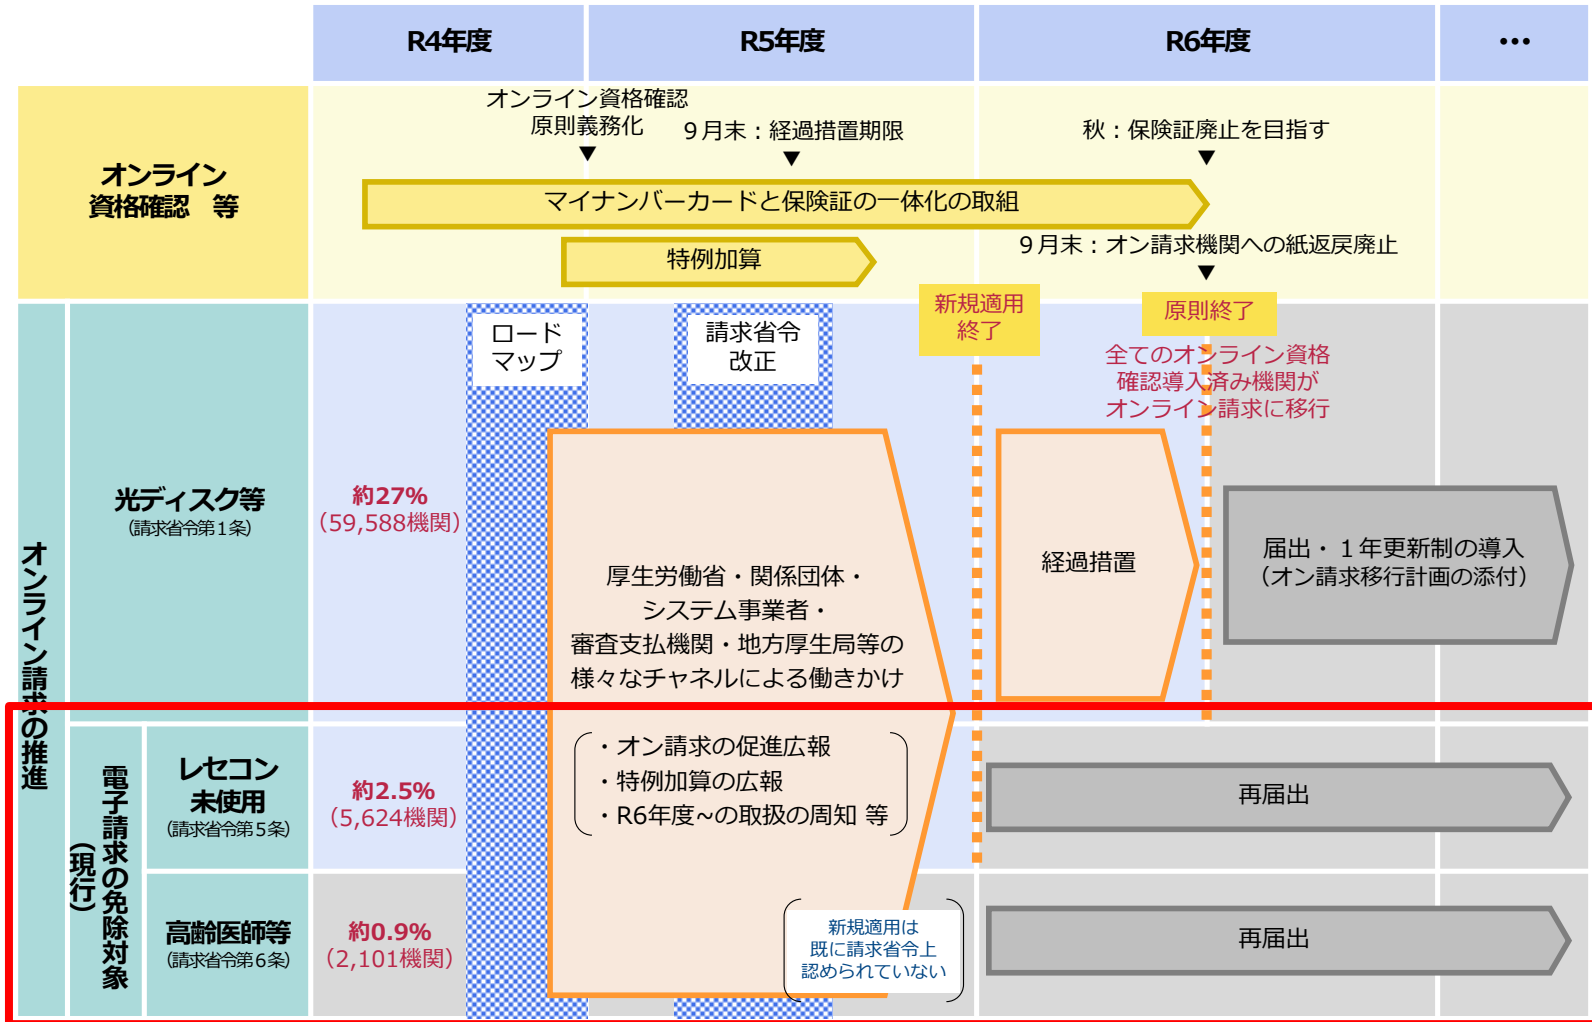 R4年度
R5年度
R6年度
…
オンライン
資格確認　等
オンライン資格確認
原則義務化
９月末：経過措置期限
秋：保険証廃止を目指す
マイナンバーカードと保険証の一体化の取組
特例加算
９月末：オン請求機関への紙返戻廃止
オンライン請求の推進
ロード
マップ
請求省令
改正
新規適用
終了
原則終了
全てのオンライン資格
確認導入済み機関が
オンライン請求に移行
光ディスク等
（請求省令第１条）
約27%
（59,588機関）
厚生労働省・関係団体・
システム事業者・
審査支払機関・地方厚生局等の
様々なチャネルによる働きかけ
・オン請求の促進広報
・特例加算の広報
・R6年度~の取扱の周知 等
経過措置
届出・１年更新制の導入
（オン請求移行計画の添付）
電子請求の免除対象
（現行）
レセコン
未使用
（請求省令第５条）
約2.5%
（5,624機関）
再届出
高齢医師等
（請求省令第６条）
約0.9%
（2,101機関）
新規適用は
既に請求省令上
認められていない
再届出